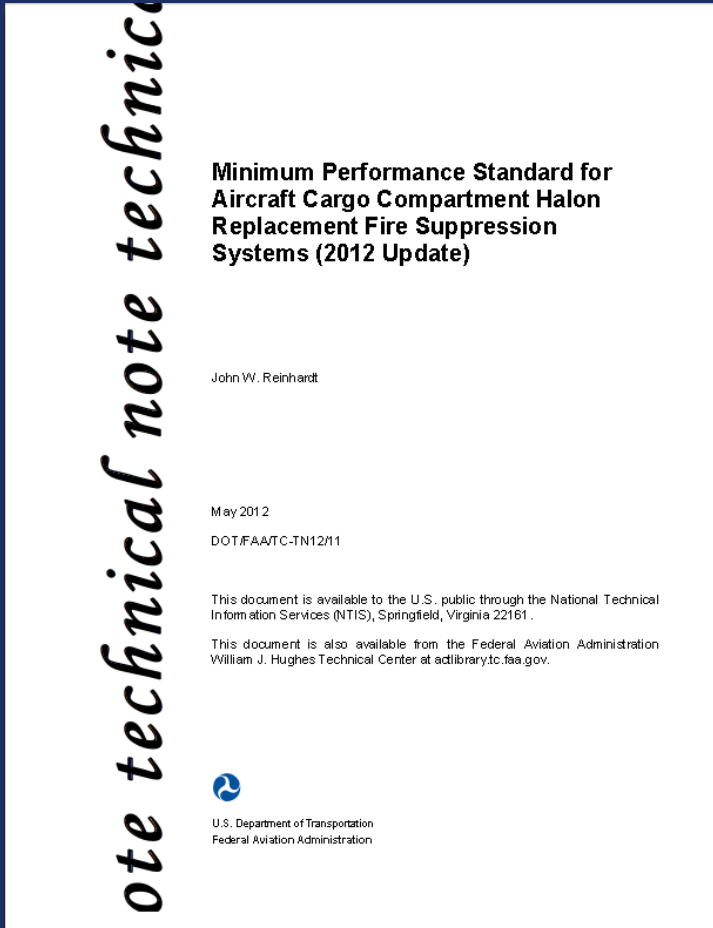 ote technical note technic
Minimum Performance Standard for
Aircraft Cargo Compartment Halon
Replacement Fire Suppression
Systems (2012 Update)
John W. Reinhardt
May 2012
DOT/FAA/TC-TN12/11
This document is available to the U.S. public through the National Technical
Information Services (NTIS), Springfield, Virginia 22161.
This document is also available from the Federal Aviation Administration
William J. Hughes Technical Center at actlibrary.tc.faa.gov.
U.S. Department of Transportation
Federal Aviation Administration